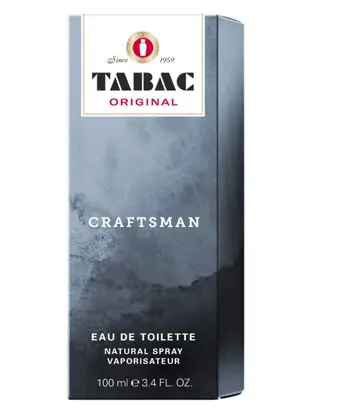 Since 1959
TABAC
ORIGINAL
CRAFTSMAN
EAU DE TOILETTE
NATURAL SPRAY
VAPORISATEUR
100 ml e 3.4 FL. OZ.